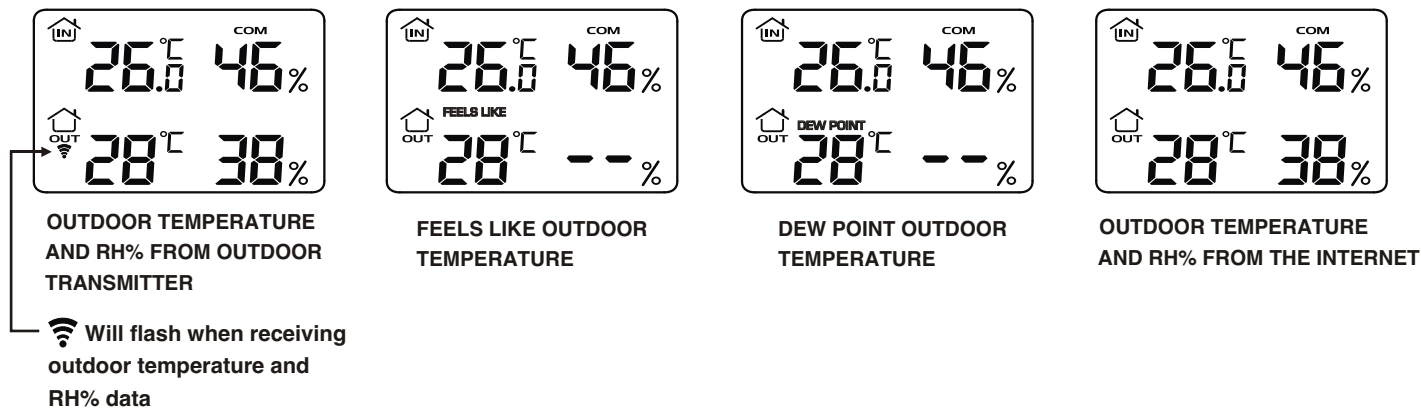 IN 26.0 °C COM 46 %
OUT 28 °C 38 %
OUTDOOR TEMPERATURE
AND RH% FROM OUTDOOR
TRANSMITTER
Will flash when receiving
outdoor temperature and
RH% data
IN 26.0 °C COM 46 %
OUT FEELS LIKE 28 °C -- %
FEELS LIKE OUTDOOR
TEMPERATURE
IN 26.0 °C COM 46 %
OUT DEW POINT 28 °C -- %
DEW POINT OUTDOOR
TEMPERATURE
IN 26.0 °C COM 46 %
OUT 28 °C 38 %
OUTDOOR TEMPERATURE
AND RH% FROM THE INTERNET